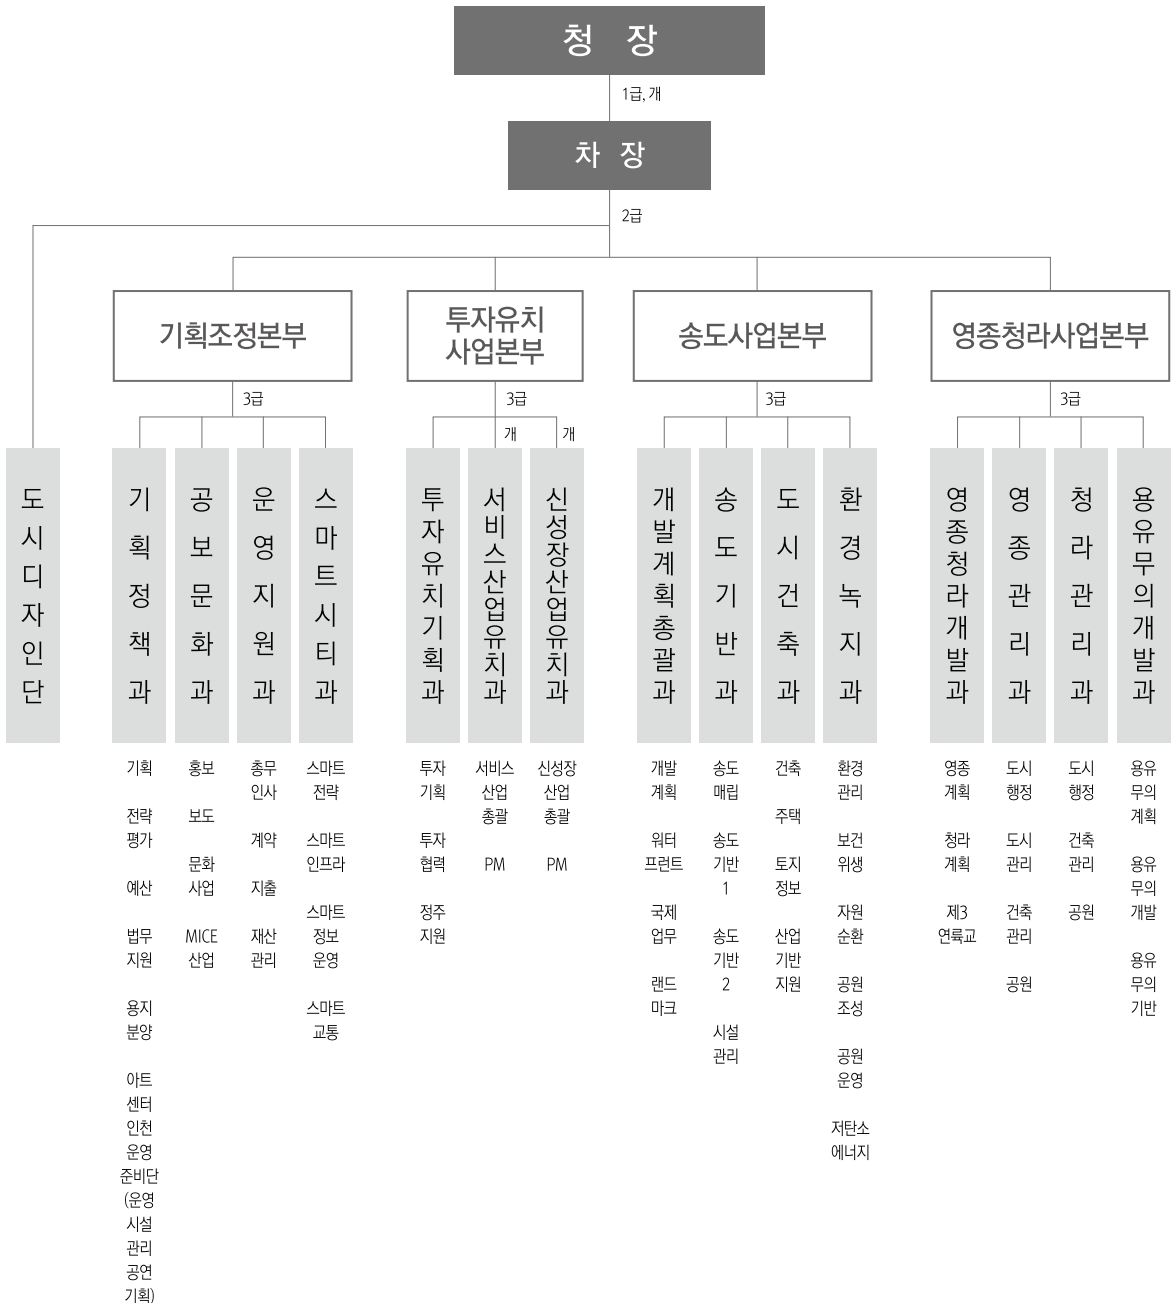 청 장
1급, 개
차 장
2급
기획조정본부
투자유치
사업본부
송도사업본부
영종청라사업본부
3급
3급
3급
3급
개
개
도시디자인단
기획정책과
공보문화과
운영지원과
스마트시티과
투자유치기획과
서비스산업유치과
신성장산업유치과
개발계획총괄과
송도기반과
도시건축과
환경녹지과
영종청라개발과
영종관리과
청라관리과
용유무의개발과
기획
전략
평가
예산
법무
지원
용지
분양
아트
센터
인천
운영
준비단
(운영
시설
관리
공연
기획)
홍보
보도
문화
사업
MICE
산업
총무
인사
계약
지출
재산
관리
스마트
전략
스마트
인프라
스마트
정보
운영
스마트
교통
투자
기획
투자
협력
정주
지원
서비스
산업
총괄
PM
신성장
산업
총괄
PM
개발
계획
워터
프런트
국제
업무
랜드
마크
송도
매립
송도
기반
1
송도
기반
2
시설
관리
건축
주택
토지
정보
산업
기반
지원
환경
관리
보건
위생
자원
순환
공원
조성
공원
운영
저탄소
에너지
영종
계획
청라
계획
제3
연륙교
도시
행정
도시
관리
건축
관리
공원
도시
행정
건축
관리
공원
용유
무의
계획
용유
무의
개발
용유
무의
기반